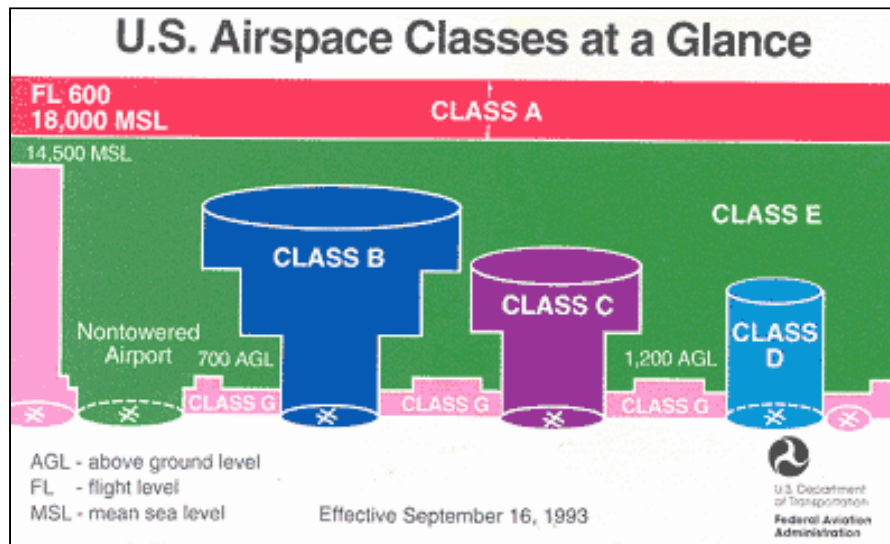 U.S. Airspace Classes at a Glance
FL 600
18,000 MSL
CLASS A
14,500 MSL
CLASS E
CLASS B
CLASS C
CLASS
D
Nontowered
Airport
700 AGL
1,200 AGL
CLASS G
CLASS G
CLASS G
AGL - above ground level
FL - flight level
MSL - mean sea level
Effective September 16, 1993
U.S. Department
of Transportation
Federal Aviation
Administration